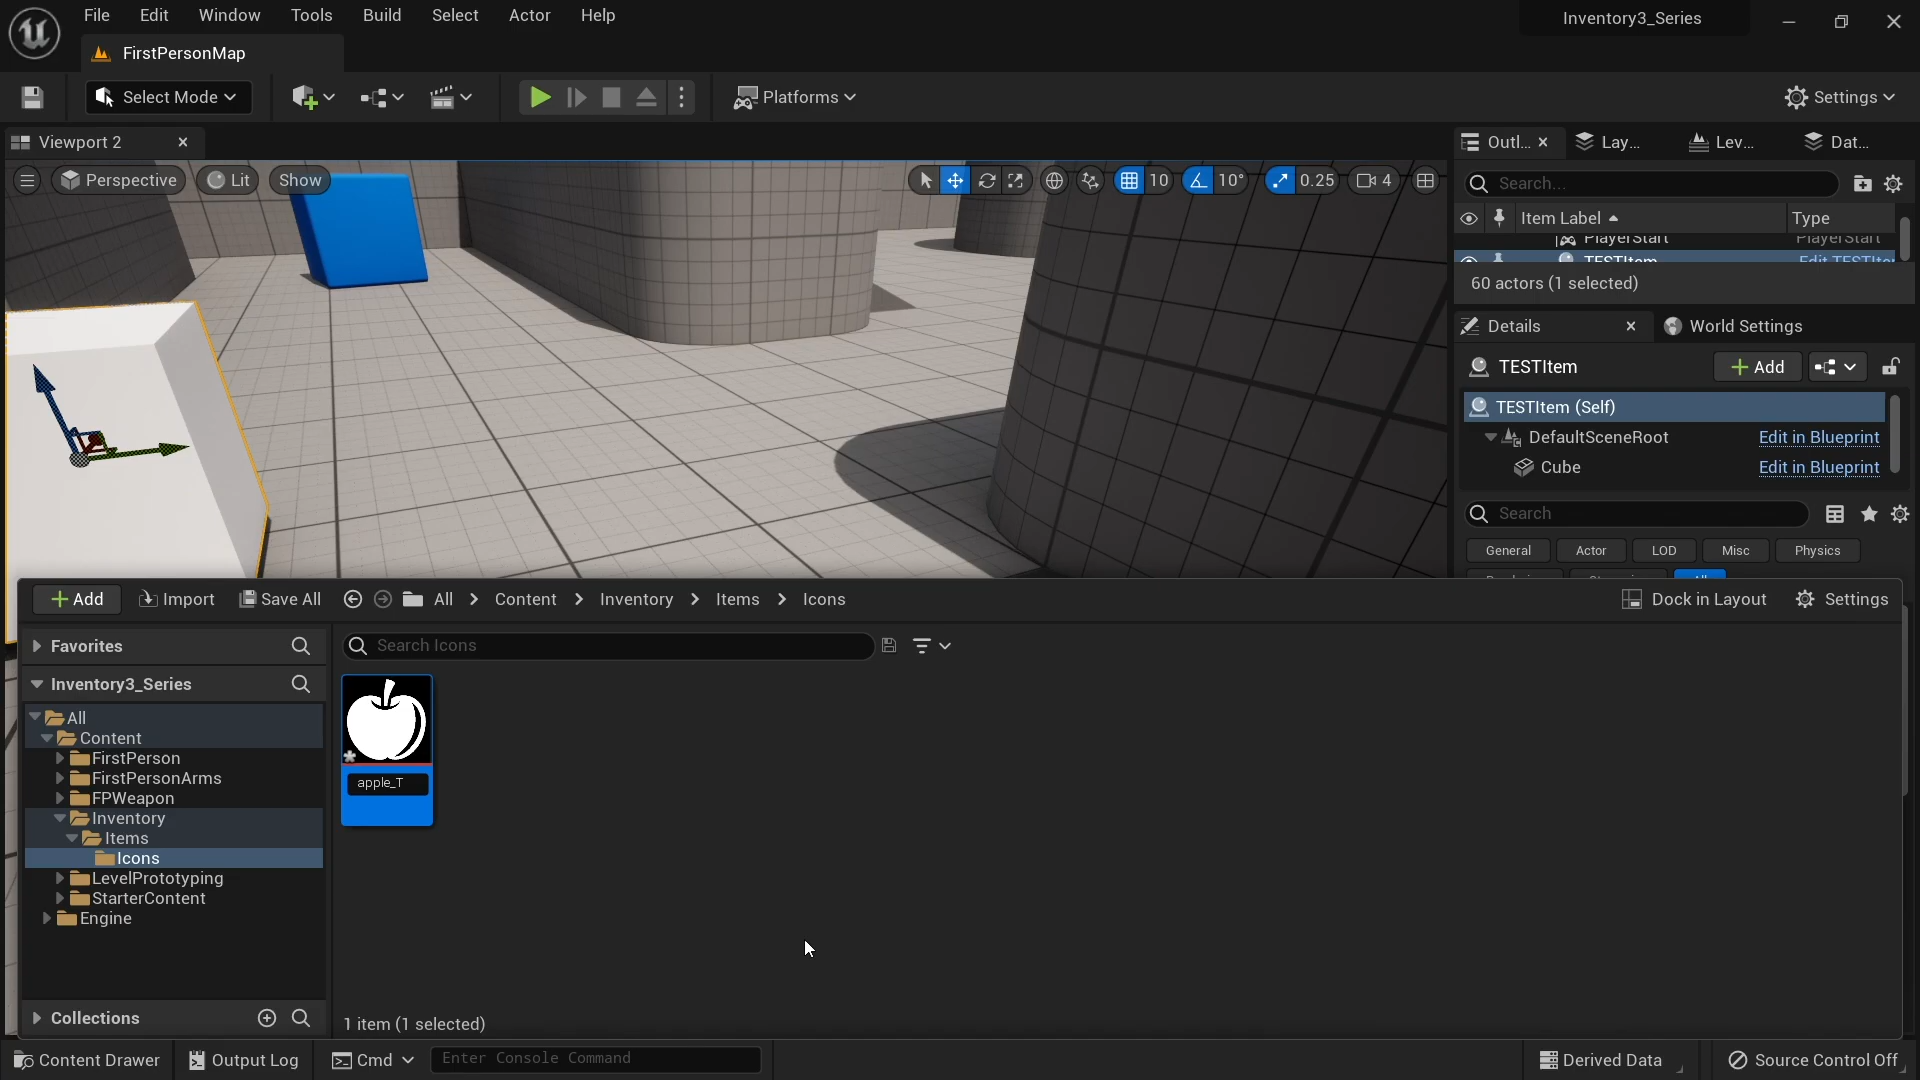 File Edit Window Tools Build Select Actor Help
Inventory3_Series
FirstPersonMap
Select Mode
Platforms
Settings
Viewport 2
Outl...
Lay...
Lev...
Dat...
Perspective
Lit
Show
10
10°
0.25
4
Search...
Item Label
Type
PlayerStart PlayerStart
TESTItem
60 actors (1 selected)
Details
World Settings
TESTItem
Add
TESTItem (Self)
DefaultSceneRoot Edit in Blueprint
Cube Edit in Blueprint
Search
General Actor LOD Misc Physics
Add
Import
Save All
All > Content > Inventory > Items > Icons
Dock in Layout
Settings
Favorites
Inventory3_Series
All
Content
FirstPerson
FirstPersonArms
FPWeapon
Inventory
Items
Icons
LevelPrototyping
StarterContent
Engine
Collections
Search Icons
apple_T
1 item (1 selected)
Content Drawer
Output Log
Cmd
Enter Console Command
Derived Data
Source Control Off